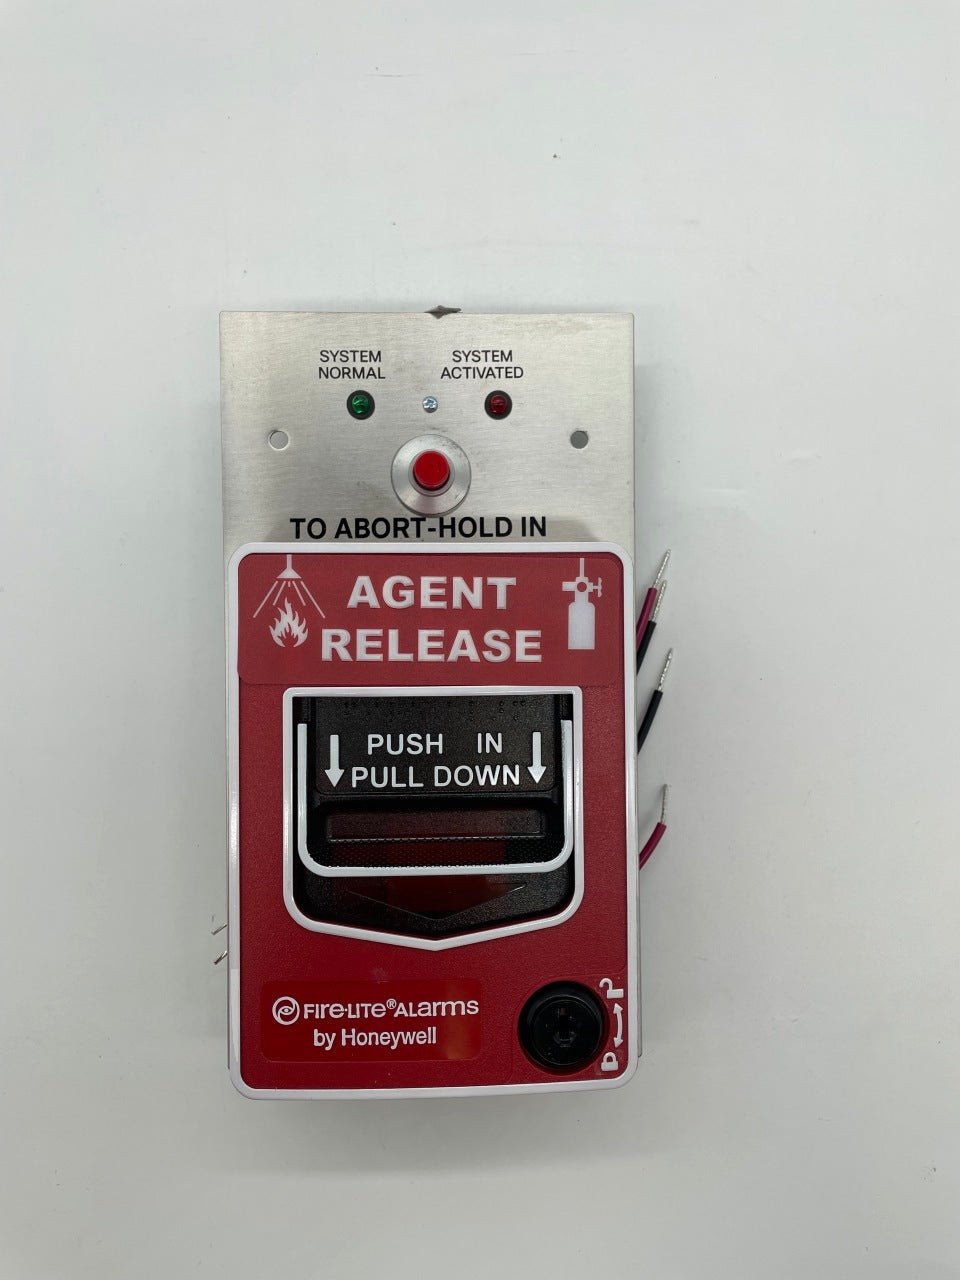 SYSTEM NORMAL
SYSTEM ACTIVATED
TO ABORT-HOLD IN
AGENT
RELEASE
PUSH IN
PULL DOWN
FIRE-LITE® ALARMS
by Honeywell